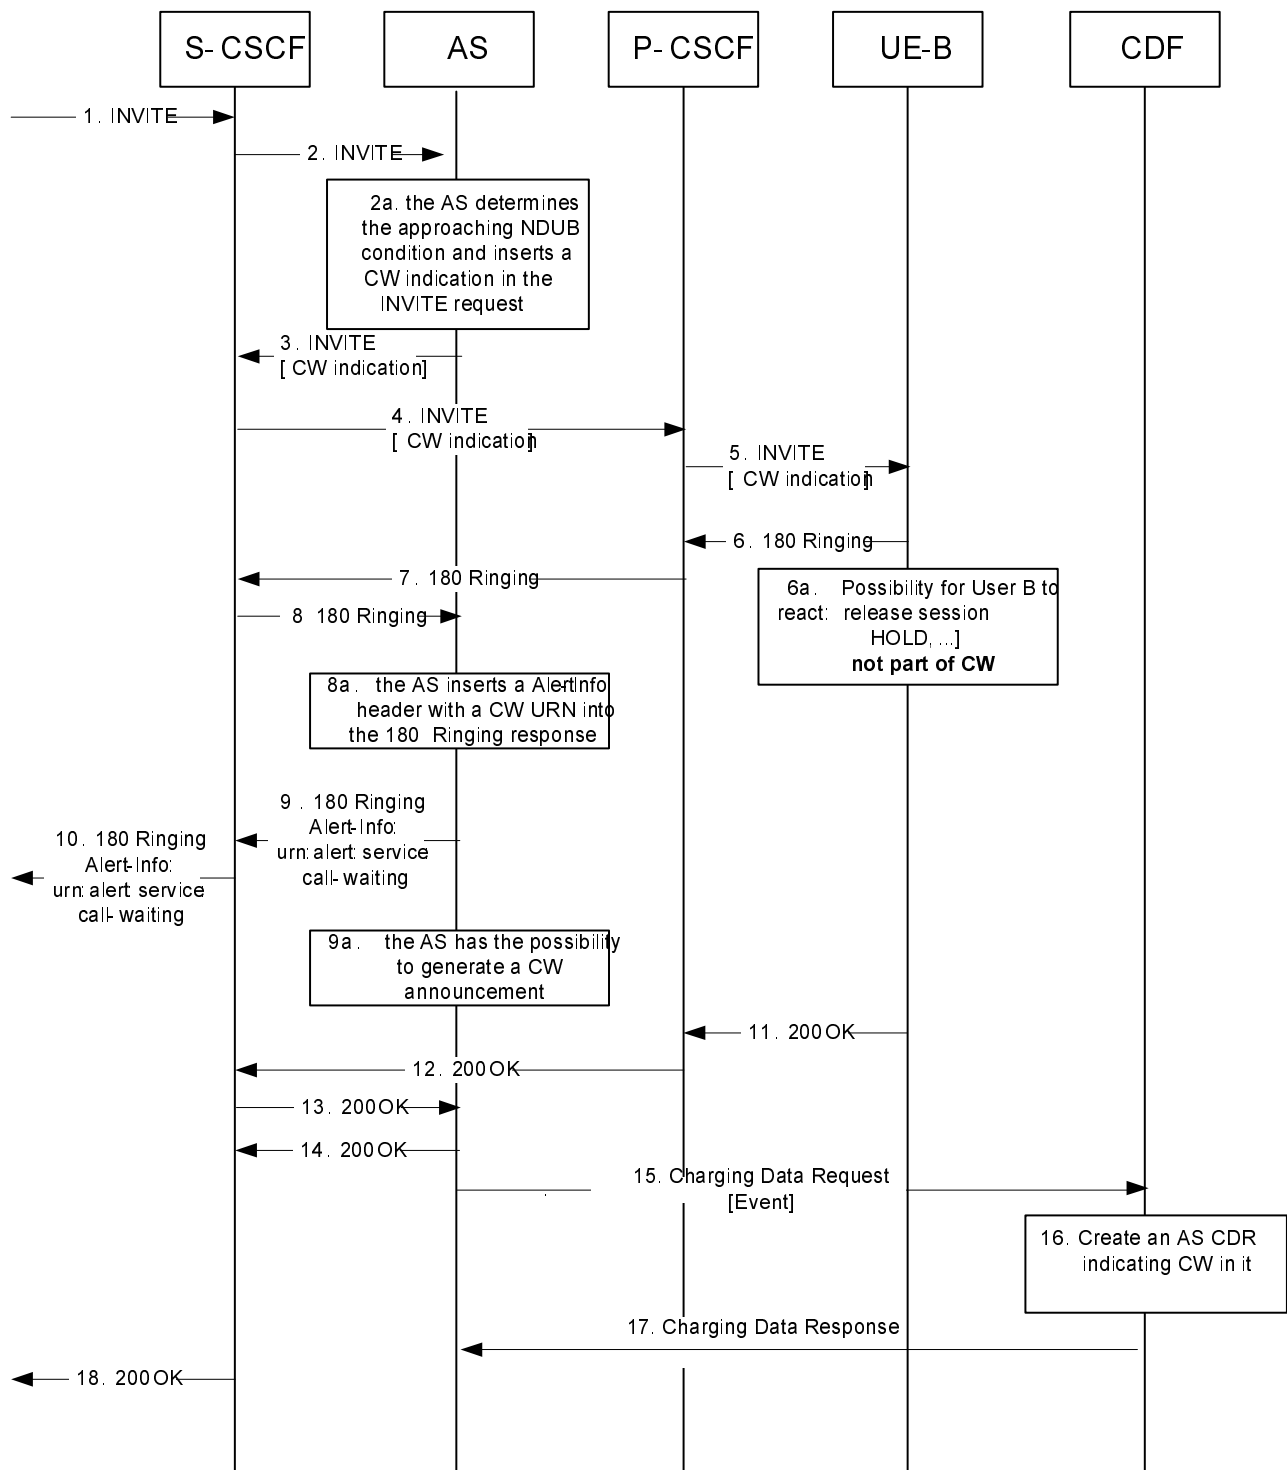 S- CSCF
AS
P- CSCF
UE-B
CDF
1. INVITE
2. INVITE
2a. the AS determines
the approaching NDUB
condition and inserts a
CW indication in the
INVITE request
3. INVITE
[ CW indication]
4. INVITE
[ CW indication]
5. INVITE
[ CW indication]
6. 180 Ringing
7. 180 Ringing
6a. Possibility for User B to
react: release session
HOLD, ...]
not part of CW
8 180 Ringing
8a. the AS inserts a Alert-Info
header with a CW URN into
the 180 Ringing response
9 . 180 Ringing
Alert-Info:
urn:alert: service
call- waiting
10. 180 Ringing
Alert-Info:
urn:alert: service
call- waiting
9a. the AS has the possibility
to generate a CW
announcement
11. 200 OK
12. 200 OK
13. 200 OK
14. 200 OK
15. Charging Data Request
[Event]
16. Create an AS CDR
indicating CW in it
17. Charging Data Response
18. 200 OK